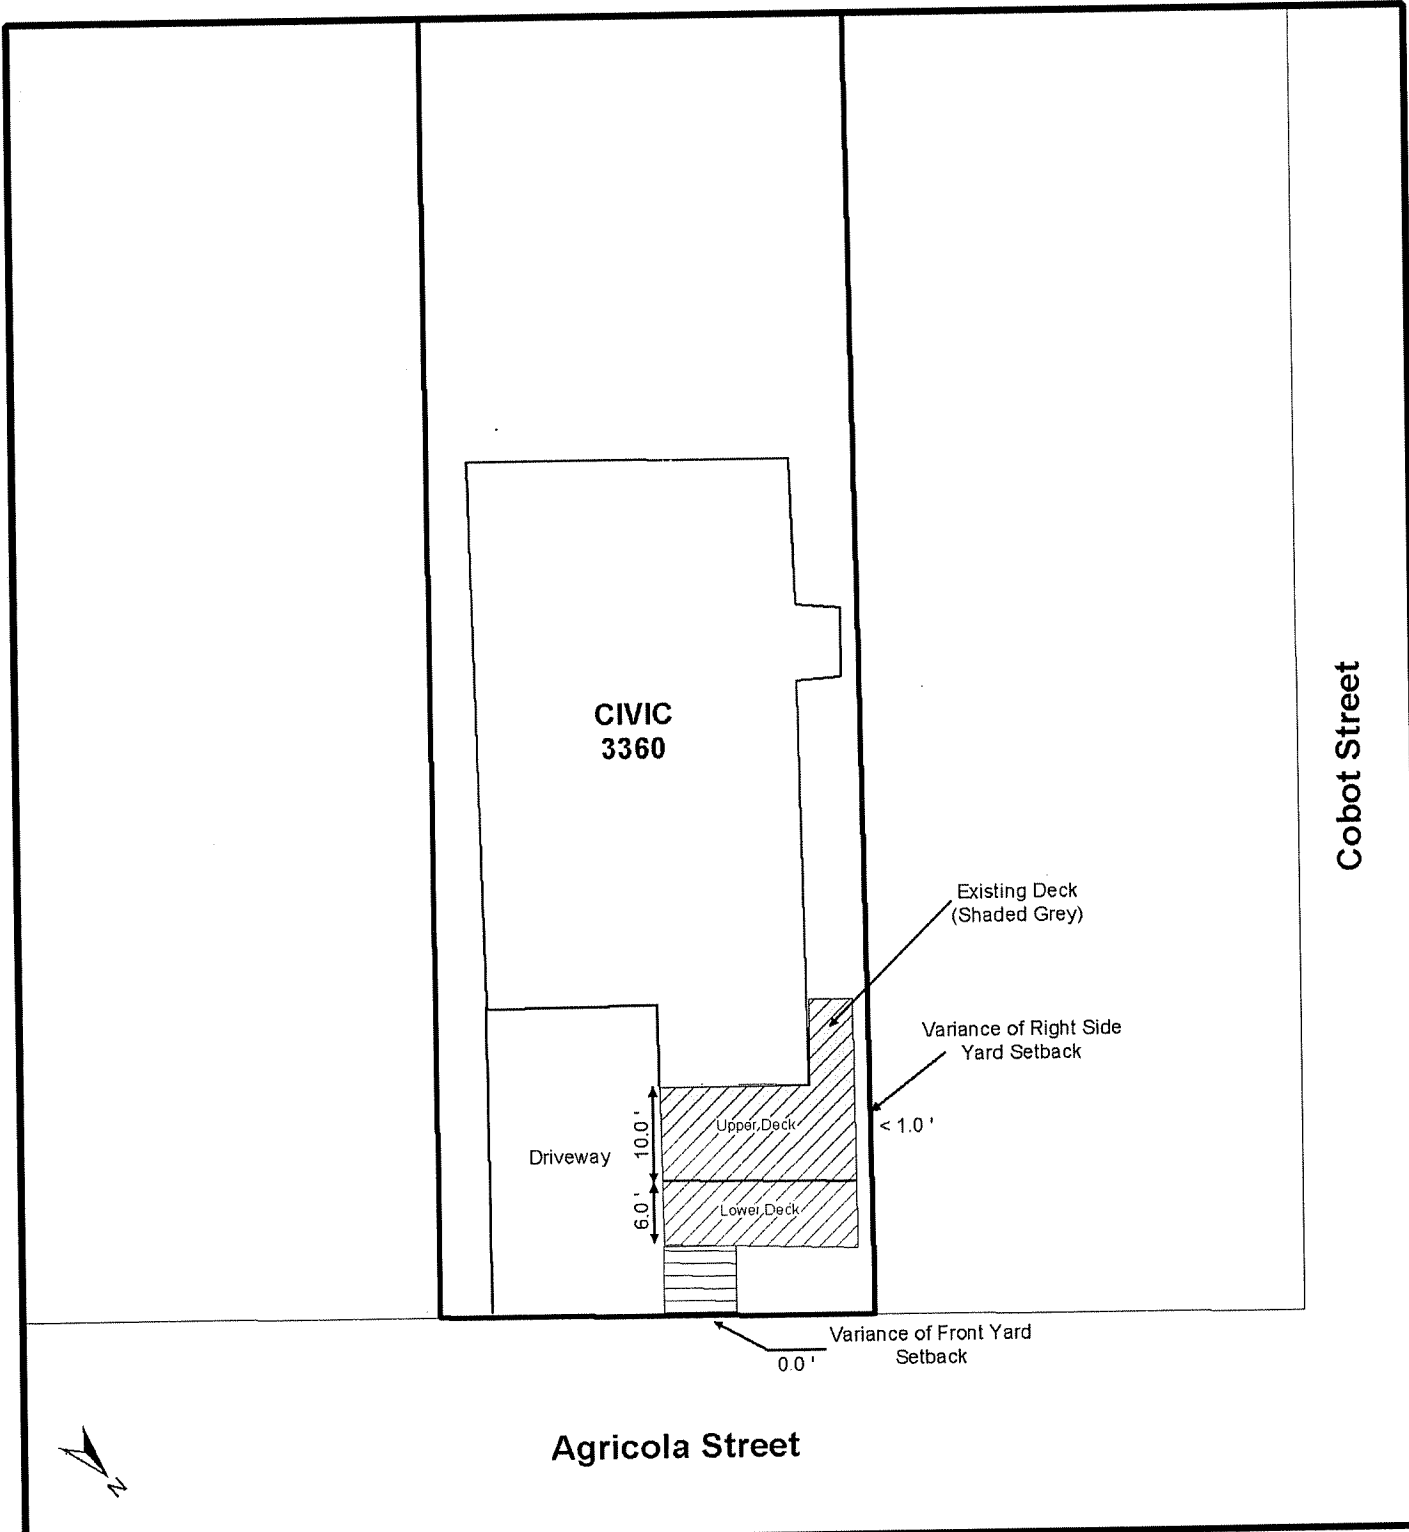 CIVIC
3360
Cobot Street
Existing Deck
(Shaded Grey)
Variance of Right Side
Yard Setback
< 1.0 '
10.0 '
Upper Deck
Driveway
6.0 '
Lower Deck
Variance of Front Yard
Setback
0.0 '
Agricola Street
N